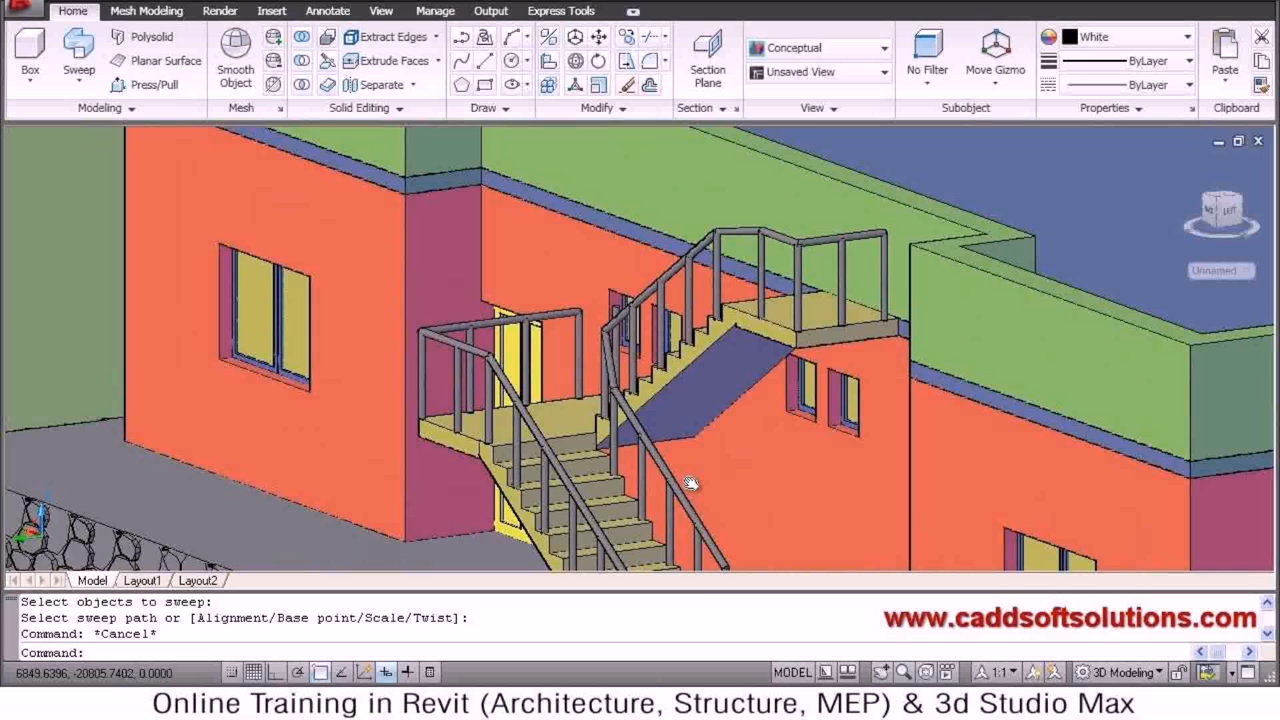 Home Mesh Modeling Render Insert Annotate View Manage Output Express Tools
Box
Sweep
Polysolid
Planar Surface
Press/Pull
Modeling
Smooth
Object
Mesh
Extrude Edges
Extrude Faces
Separate
Solid Editing
Draw
Modify
Section
Plane
Section
Conceptual
Unsaved View
View
No Filter
Move Gizmo
Subobject
White
ByLayer
ByLayer
Properties
Paste
Clipboard
LEFT
Unnamed
Model Layout1 Layout2
Select objects to sweep:
Select sweep path or [Alignment/Base point/Scale/Twist]:
Command: *Cancel*
Command:
www.caddsoftsolutions.com
6849.6396, -20805.7402, 0.0000
MODEL
1:1
3D Modeling
Online Training in Revit (Architecture, Structure, MEP) & 3d Studio Max